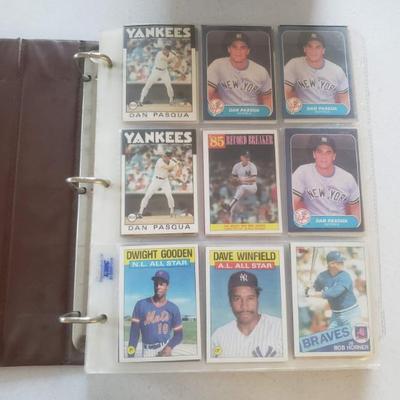 YANKEES
DAN PASQUA
NEW YORK
DAN PASQUA
NEW YORK
DAN PASQUA
YANKEES
DAN PASQUA
'85 RECORD BREAKER
NEW YORK
DAN PASQUA
DWIGHT GOODEN
N.L. ALL STAR
Mets
DAVE WINFIELD
A.L. ALL STAR
BRAVES
BOB HORNER